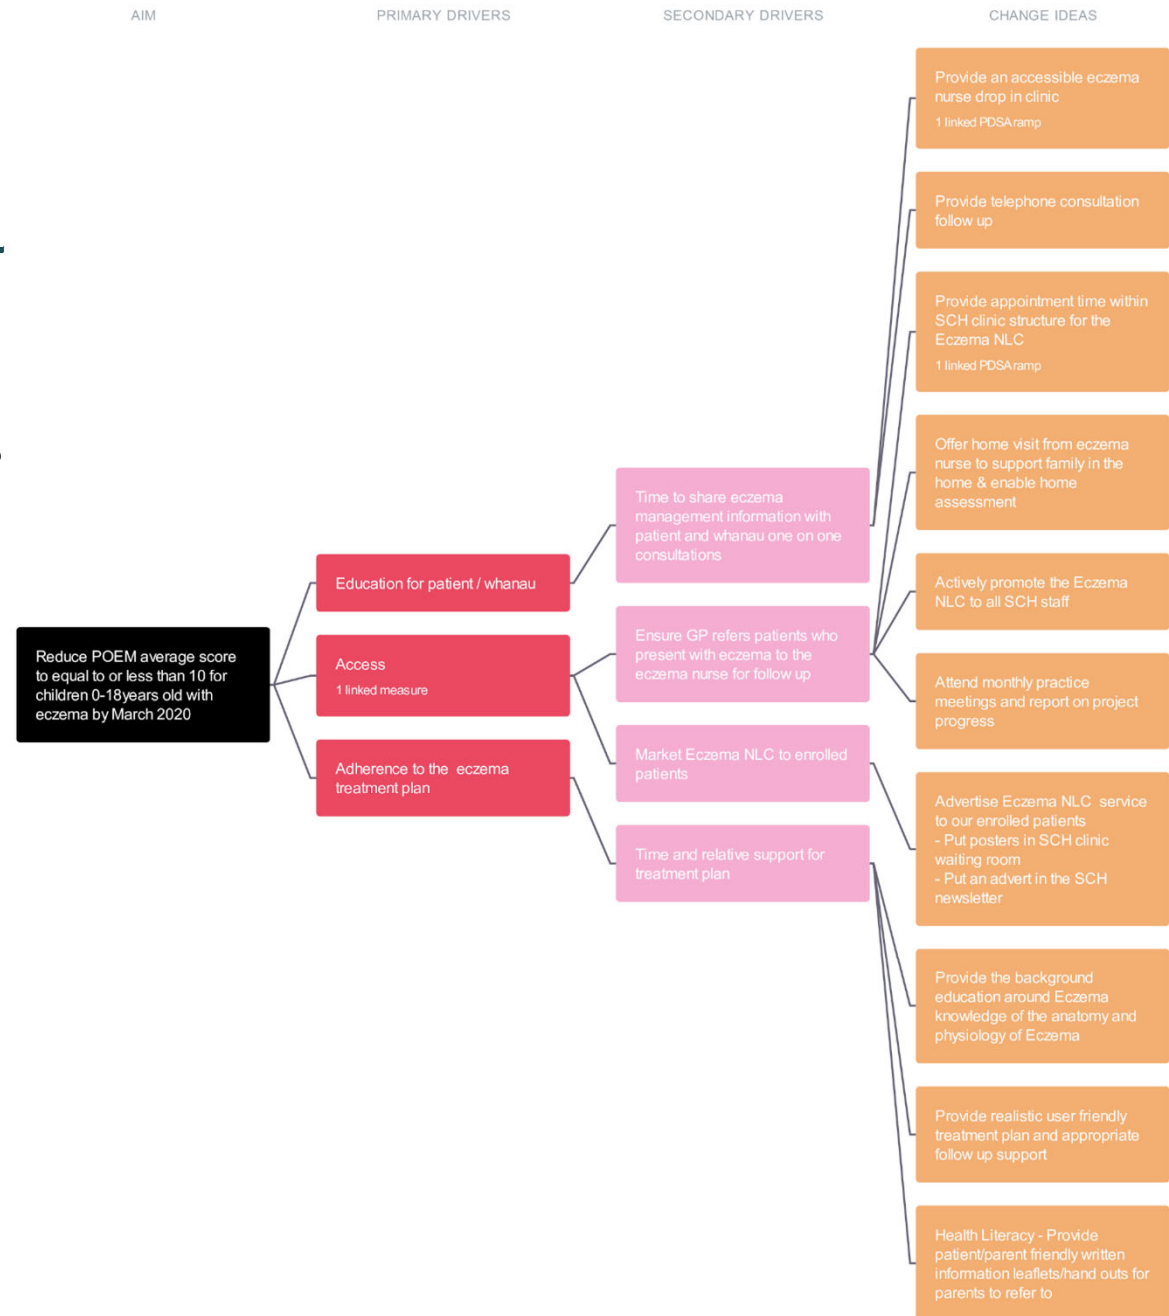 AIM
PRIMARY DRIVERS
SECONDARY DRIVERS
CHANGE IDEAS
Reduce POEM average score
to equal to or less than 10 for
children 0-18years old with
eczema by March 2020
Education for patient / whanau
Access
1 linked measure
Adherence to the eczema
treatment plan
Time to share eczema
management information with
patient and whanau one on one
consultations
Ensure GP refers patients who
present with eczema to the
eczema nurse for follow up
Market Eczema NLC to enrolled
patients
Time and relative support for
treatment plan
Provide an accessible eczema
nurse drop in clinic
1 linked PDSA ramp
Provide telephone consultation
follow up
Provide appointment time within
SCH clinic structure for the
Eczema NLC
1 linked PDSA ramp
Offer home visit from eczema
nurse to support family in the
home & enable home
assessment
Actively promote the Eczema
NLC to all SCH staff
Attend monthly practice
meetings and report on project
progress
Advertise Eczema NLC service
to our enrolled patients
- Put posters in SCH clinic
waiting room
- Put an advert in the SCH
newsletter
Provide the background
education around Eczema
knowledge of the anatomy and
physiology of Eczema
Provide realistic user friendly
treatment plan and appropriate
follow up support
Health Literacy - Provide
patient/parent friendly written
information leaflets/hand outs for
parents to refer to